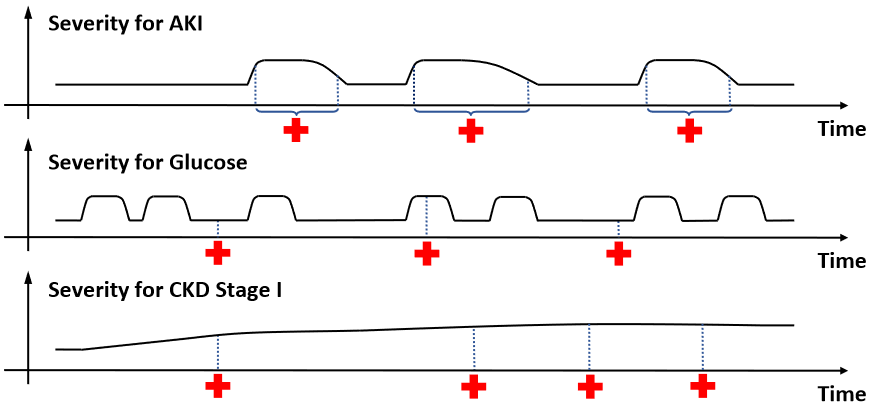 Severity for AKI
Time
Severity for Glucose
Time
Severity for CKD Stage I
Time